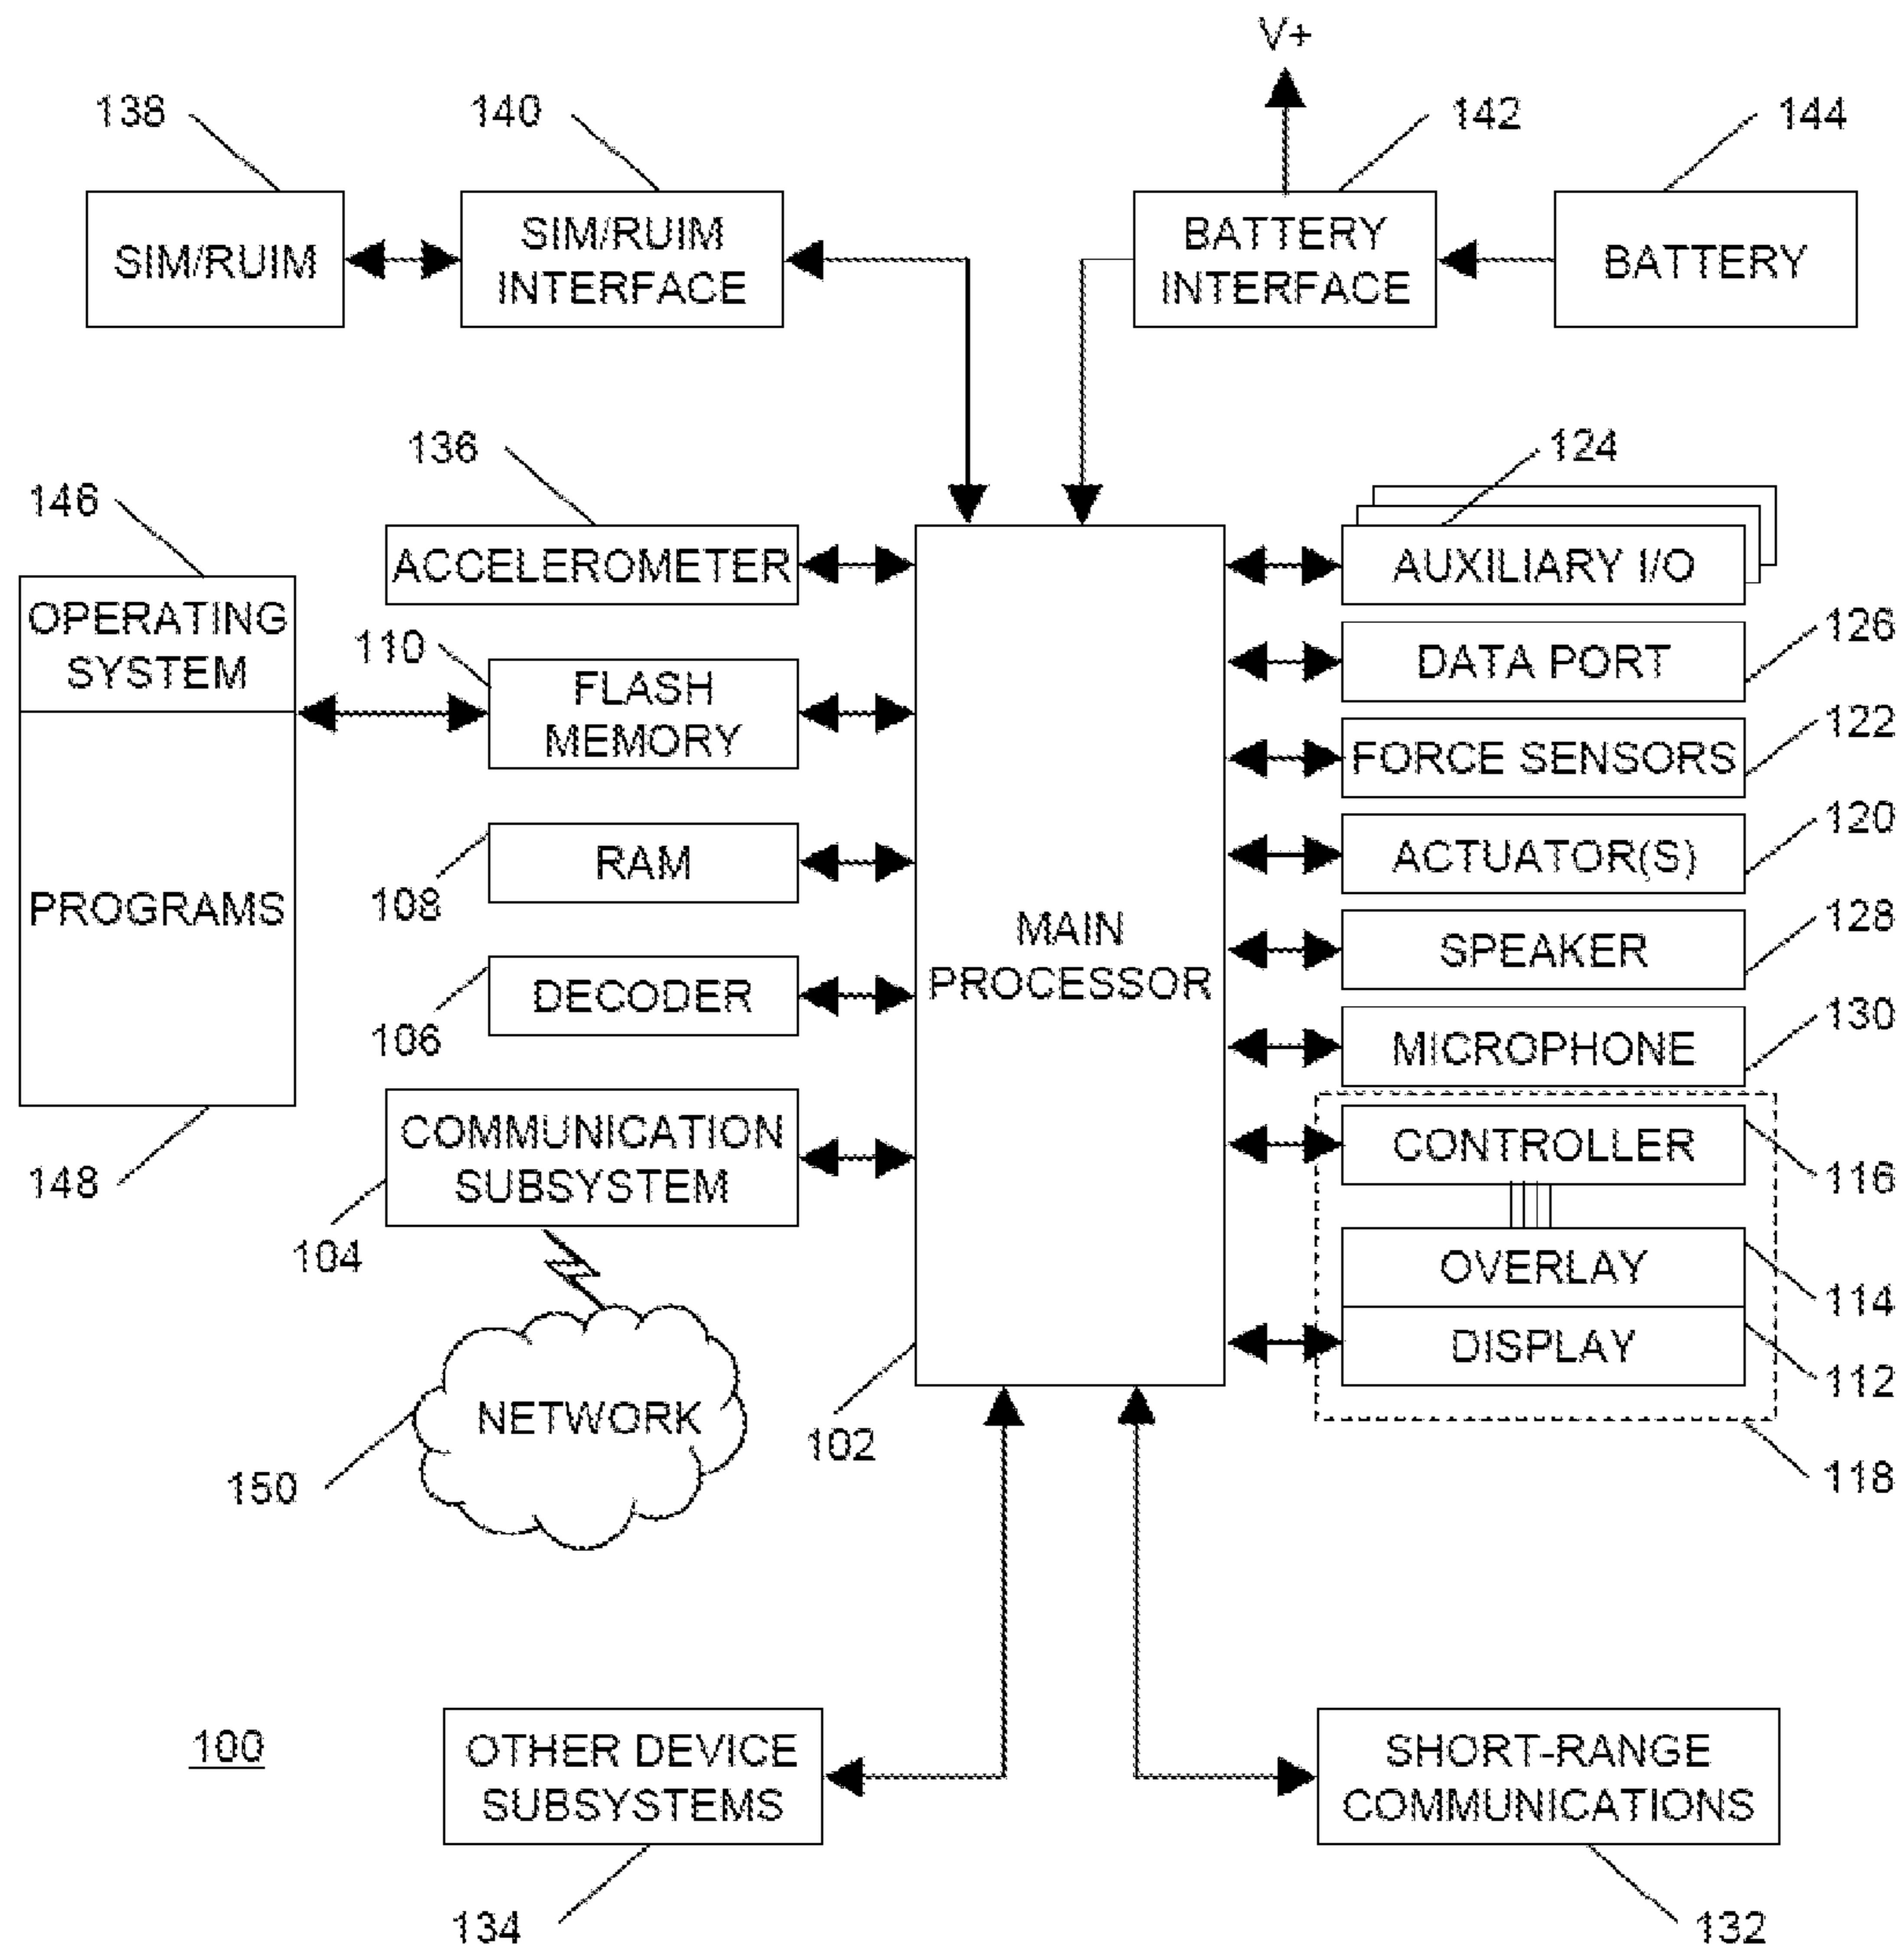 V+
138
140
142
144
SIM/RUIM
SIM/RUIM
INTERFACE
BATTERY
INTERFACE
BATTERY
136
124
146
ACCELEROMETER
AUXILIARY I/O
OPERATING
SYSTEM
110
FLASH
MEMORY
DATA PORT
126
FORCE SENSORS
122
PROGRAMS
108
RAM
ACTUATOR(S)
120
MAIN
PROCESSOR
SPEAKER
128
106
DECODER
MICROPHONE
130
148
COMMUNICATION
SUBSYSTEM
104
CONTROLLER
116
OVERLAY
114
DISPLAY
112
NETWORK
150
102
118
100
OTHER DEVICE
SUBSYSTEMS
SHORT-RANGE
COMMUNICATIONS
134
132